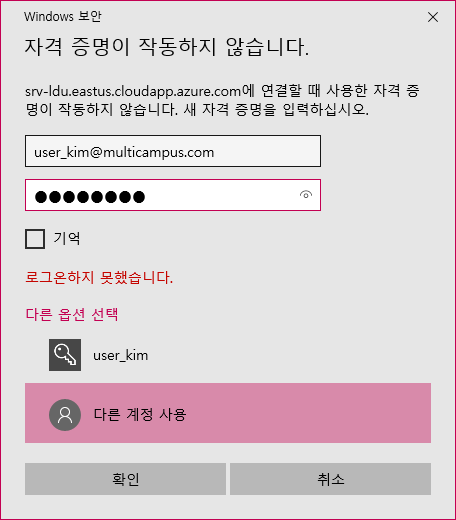 Windows 보안
자격 증명이 작동하지 않습니다.
srv-ldu.eastus.cloudapp.azure.com에 연결할 때 사용한 자격 증
명이 작동하지 않습니다. 새 자격 증명을 입력하십시오.
user_kim@multicampus.com
●●●●●●●●
기억
로그온하지 못했습니다.
다른 옵션 선택
user_kim
다른 계정 사용
확인 취소